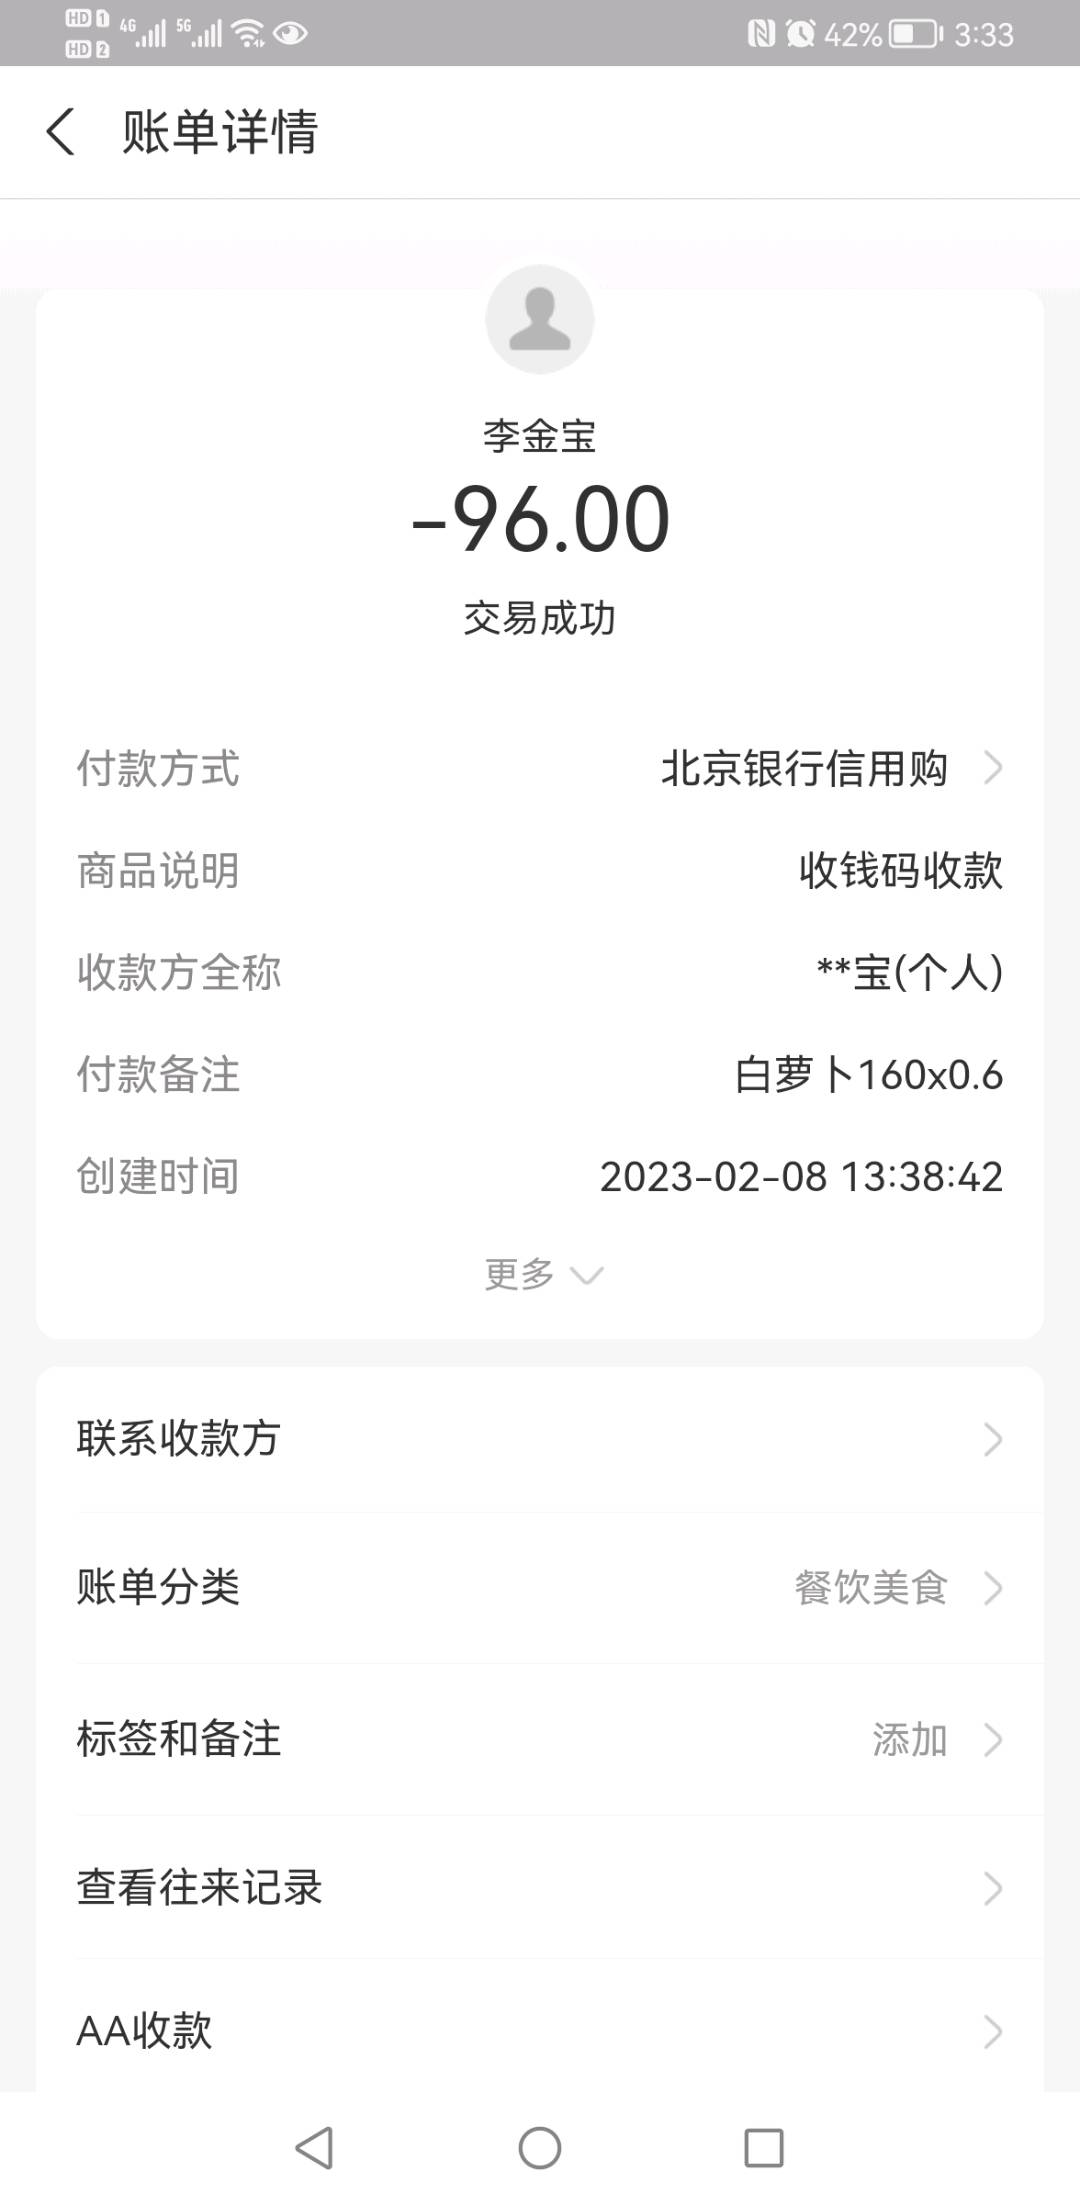 HD 1 4G 5G 42% 3:33
HD 2
账单详情
李金宝
-96.00
交易成功
付款方式 北京银行信用购
商品说明 收钱码收款
收款方全称 **宝(个人)
付款备注 白萝卜160x0.6
创建时间 2023-02-08 13:38:42
更多
联系收款方
账单分类 餐饮美食
标签和备注 添加
查看往来记录
AA收款